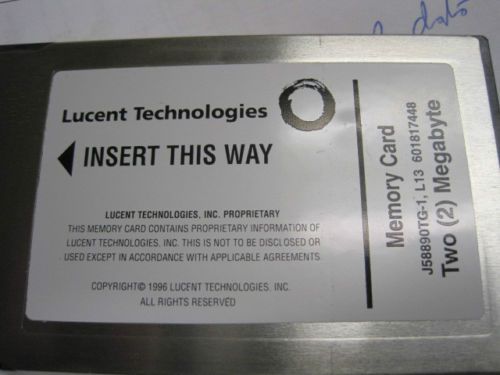 Lucent Technologies
INSERT THIS WAY
LUCENT TECHNOLOGIES, INC. PROPRIETARY
THIS MEMORY CARD CONTAINS PROPRIETARY INFORMATION OF
LUCENT TECHNOLOGIES, INC. THIS IS NOT TO BE DISCLOSED OR
USED EXCEPT IN ACCORDANCE WITH APPLICABLE AGREEMENTS.
COPYRIGHT© 1996 LUCENT TECHNOLOGIES, INC.
ALL RIGHTS RESERVED
Memory Card
J58890TG-1, L13 601817448
Two (2) Megabyte